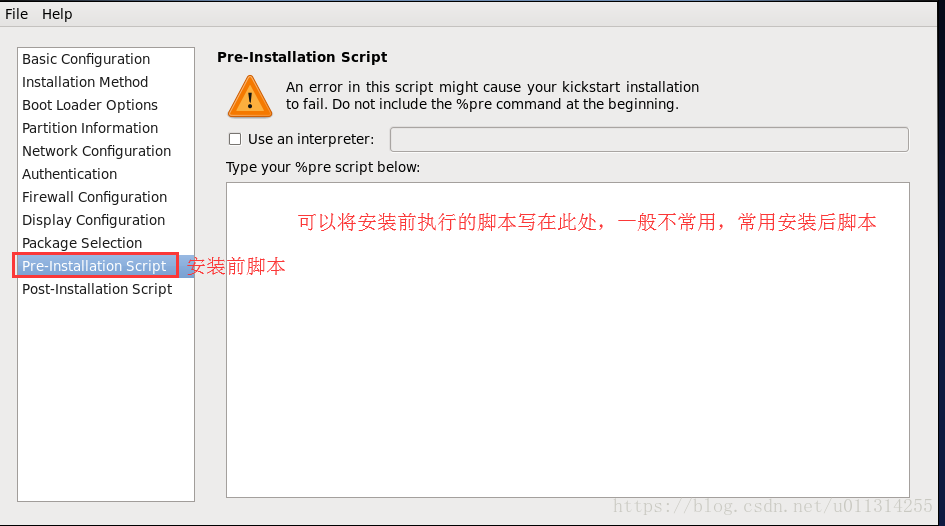 File Help
Basic Configuration
Installation Method
Boot Loader Options
Partition Information
Network Configuration
Authentication
Firewall Configuration
Display Configuration
Package Selection
Pre-Installation Script
安装前脚本
Post-Installation Script
Pre-Installation Script
An error in this script might cause your kickstart installation
to fail. Do not include the %pre command at the beginning.
Use an interpreter:
Type your %pre script below:
可以将安装前执行的脚本写在此处，一般不常用，常用安装后脚本
https://blog.csdn.net/u011314255